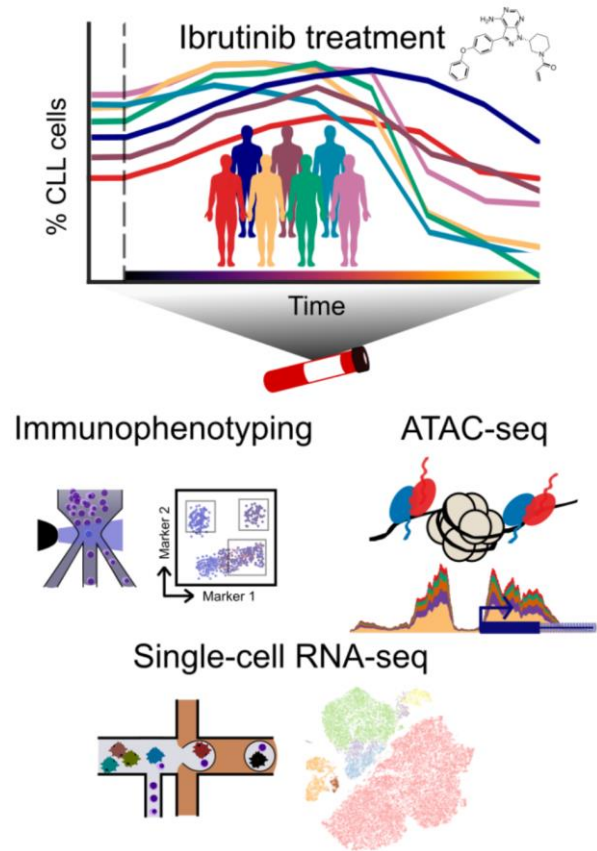 Ibrutinib treatment
% CLL cells
Time
Immunophenotyping
ATAC-seq
Marker 2
Marker 1
Single-cell RNA-seq